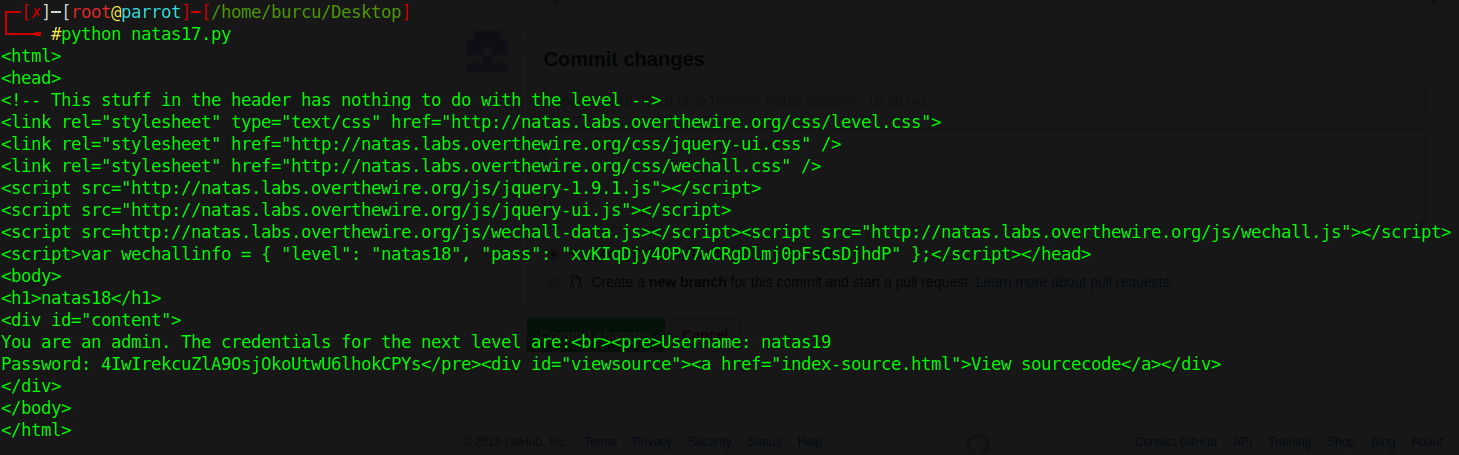 ┌─[✗]─[root@parrot]─[/home/burcu/Desktop]
└──╼ #python natas17.py
<html>
<head>
<!-- This stuff in the header has nothing to do with the level -->
<link rel="stylesheet" type="text/css" href="http://natas.labs.overthewire.org/css/level.css">
<link rel="stylesheet" href="http://natas.labs.overthewire.org/css/jquery-ui.css" />
<link rel="stylesheet" href="http://natas.labs.overthewire.org/css/wechall.css" />
<script src="http://natas.labs.overthewire.org/js/jquery-1.9.1.js"></script>
<script src="http://natas.labs.overthewire.org/js/jquery-ui.js"></script>
<script src=http://natas.labs.overthewire.org/js/wechall-data.js></script><script src="http://natas.labs.overthewire.org/js/wechall.js"></script>
<script>var wechallinfo = { "level": "natas18", "pass": "xvKIqDjy4OPv7wCRgDlmj0pFsCsDjhdP" };</script></head>
<body>
<h1>natas18</h1>
<div id="content">
You are an admin. The credentials for the next level are:<br><pre>Username: natas19
Password: 4IwIrekcuZlA9OsjOkoUtwU6lhokCPYs</pre><div id="viewsource"><a href="index-source.html">View sourcecode</a></div>
</div>
</body>
</html>
Commit changes
OverTheWire Natas Solutions 16-28.md
Create a new branch for this commit and start a pull request. Learn more about pull requests.
Commit changes Cancel
© 2018 GitHub, Inc. Terms Privacy Security Status Help Contact GitHub API Training Shop Blog About